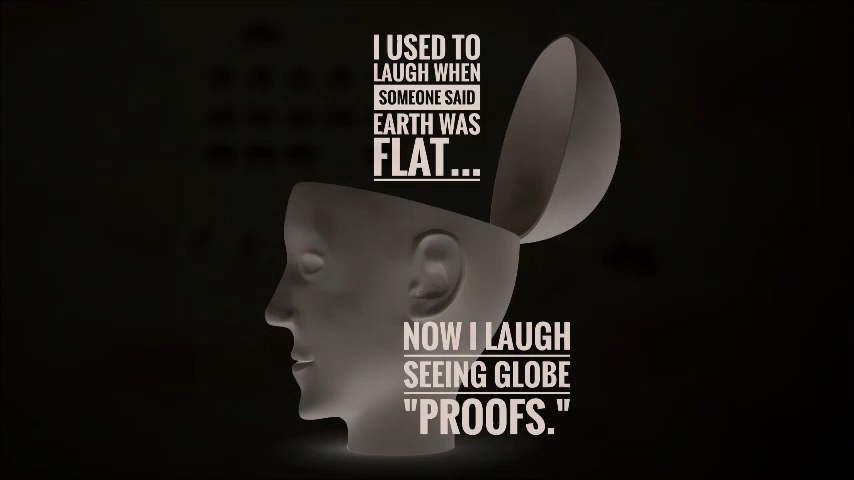 I USED TO
LAUGH WHEN
SOMEONE SAID
EARTH WAS
FLAT...
NOW I LAUGH
SEEING GLOBE
"PROOFS."